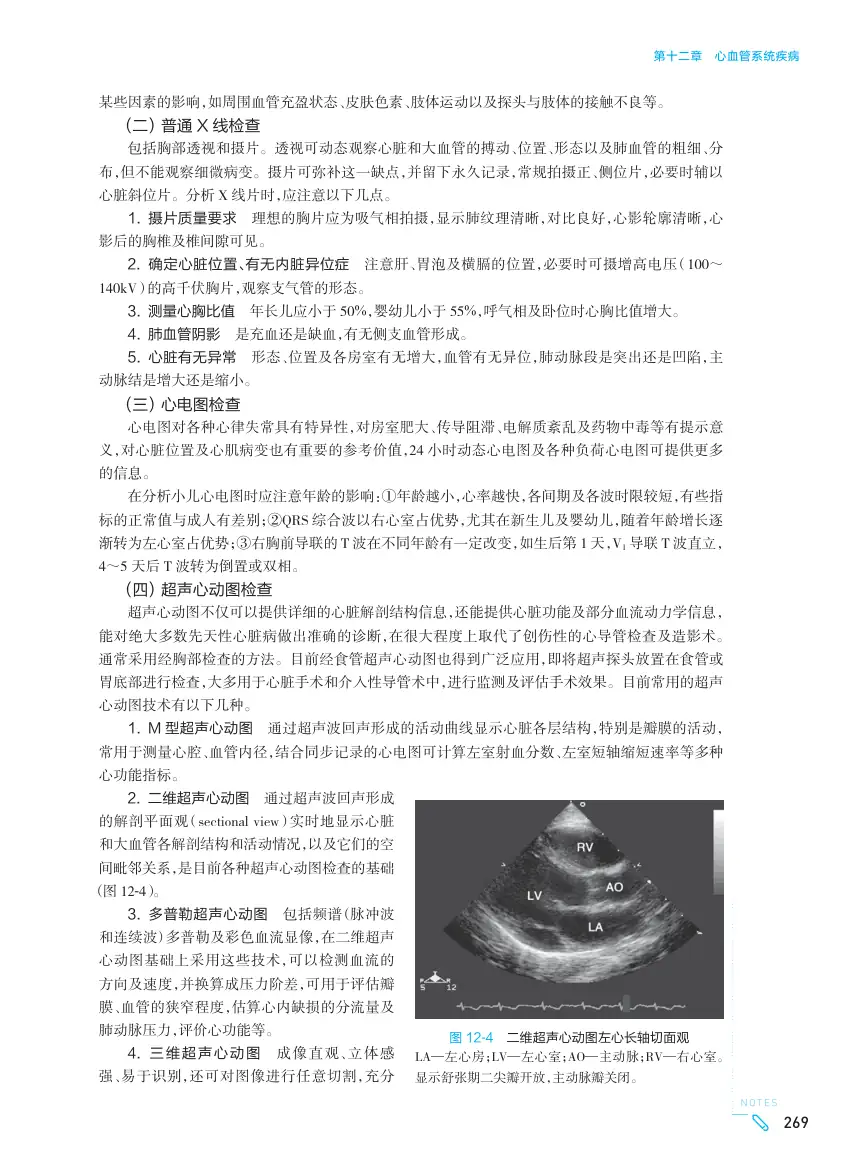 第十二章　心血管系统疾病
某些因素的影响，如周围血管充盈状态、皮肤色素、肢体运动以及探头与肢体的接触不良等。
（二）普通 X 线检查
包括胸部透视和摄片。透视可动态观察心脏和大血管的搏动、位置、形态以及肺血管的粗细、分
布，但不能观察细微病变。摄片可弥补这一缺点，并留下永久记录，常规拍摄正、侧位片，必要时辅以
心脏斜位片。分析 X 线片时，应注意以下几点。
1. 摄片质量要求　理想的胸片应为吸气相拍摄，显示肺纹理清晰，对比良好，心影轮廓清晰，心
影后的胸椎及椎间隙可见。
2. 确定心脏位置、有无内脏异位症　注意肝、胃泡及横膈的位置，必要时可摄增高电压（100～
140kV）的高千伏胸片，观察支气管的形态。
3. 测量心胸比值　年长儿应小于 50%，婴幼儿小于 55%，呼气相及卧位时心胸比值增大。
4. 肺血管阴影　是充血还是缺血，有无侧支血管形成。
5. 心脏有无异常　形态、位置及各房室有无增大，血管有无异位，肺动脉段是突出还是凹陷，主
动脉结是增大还是缩小。
（三）心电图检查
心电图对各种心律失常具有特异性，对房室肥大、传导阻滞、电解质紊乱及药物中毒等有提示意
义，对心脏位置及心肌病变也有重要的参考价值，24 小时动态心电图及各种负荷心电图可提供更多
的信息。
在分析小儿心电图时应注意年龄的影响：①年龄越小，心率越快，各间期及各波时限较短，有些指
标的正常值与成人有差别；②QRS 综合波以右心室占优势，尤其在新生儿及婴幼儿，随着年龄增长逐
渐转为左心室占优势；③右胸前导联的 T 波在不同年龄有一定改变，如生后第 1 天，V₁ 导联 T 波直立，
4～5 天后 T 波转为倒置或双相。
（四）超声心动图检查
超声心动图不仅可以提供详细的心脏解剖结构信息，还能提供心脏功能及部分血流动力学信息，
能对绝大多数先天性心脏病做出准确的诊断，在很大程度上取代了创伤性的心导管检查及造影术。
通常采用经胸部检查的方法。目前经食管超声心动图也得到广泛应用，即将超声探头放置在食管或
胃底部进行检查，大多用于心脏手术和介入性导管术中，进行监测及评估手术效果。目前常用的超声
心动图技术有以下几种。
1. M 型超声心动图　通过超声波回声形成的活动曲线显示心脏各层结构，特别是瓣膜的活动，
常用于测量心腔、血管内径，结合同步记录的心电图可计算左室射血分数、左室短轴缩短速率等多种
心功能指标。
2. 二维超声心动图　通过超声波回声形成
的解剖平面观（sectional view）实时地显示心脏
和大血管各解剖结构和活动情况，以及它们的空
间毗邻关系，是目前各种超声心动图检查的基础
（图 12-4）。
3. 多普勒超声心动图　包括频谱（脉冲波
和连续波）多普勒及彩色血流显像，在二维超声
心动图基础上采用这些技术，可以检测血流的
方向及速度，并换算成压力阶差，可用于评估瓣
膜、血管的狭窄程度，估算心内缺损的分流量及
肺动脉压力，评价心功能等。
4. 三维超声心动图　成像直观、立体感
强、易于识别，还可对图像进行任意切割，充分
RV
AO
LV
LA
P R
5 12
图 12-4　二维超声心动图左心长轴切面观
LA—左心房；LV—左心室；AO—主动脉；RV—右心室。
显示舒张期二尖瓣开放，主动脉瓣关闭。
NOTES
269